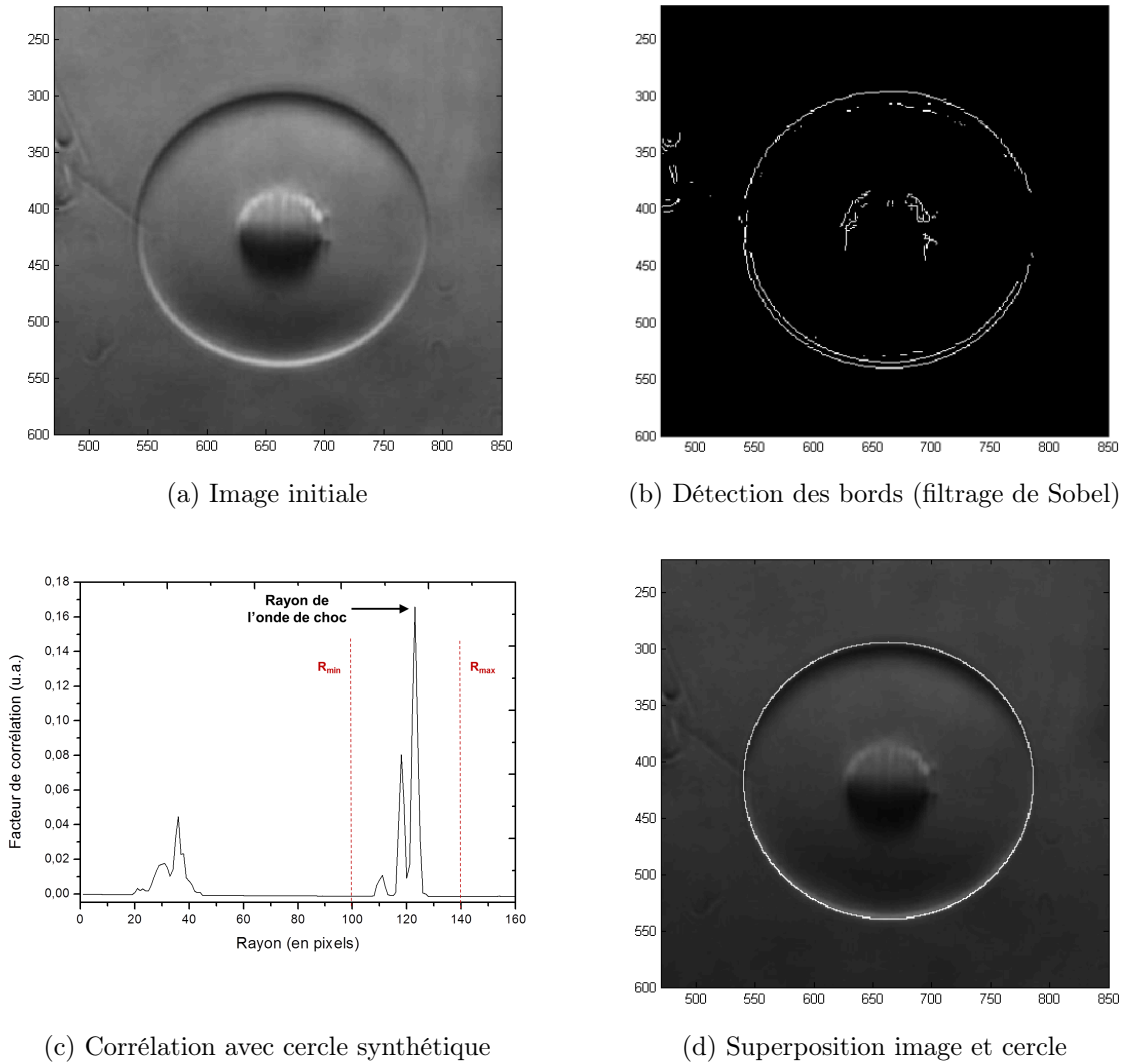 250
300
350
400
450
500
550
600
500 550 600 650 700 750 800 850
(a) Image initiale
250
300
350
400
450
500
550
600
500 550 600 650 700 750 800 850
(b) Détection des bords (filtrage de Sobel)
Facteur de corrélation (u.a.)
0,18
0,16
0,14
0,12
0,10
0,08
0,06
0,04
0,02
0,00
Rayon de
l'onde de choc
Rmin
Rmax
0 20 40 60 80 100 120 140 160
Rayon (en pixels)
(c) Corrélation avec cercle synthétique
250
300
350
400
450
500
550
600
500 550 600 650 700 750 800 850
(d) Superposition image et cercle